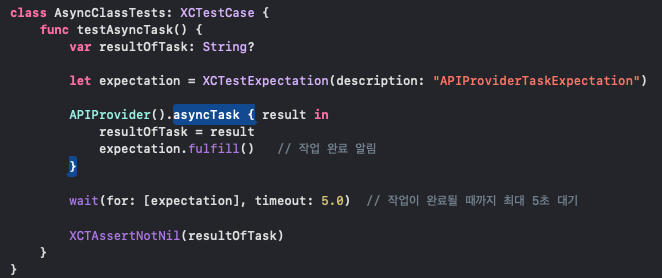 class AsyncClassTests: XCTestCase {
    func testAsyncTask() {
        var resultOfTask: String?

        let expectation = XCTestExpectation(description: "APIProviderTaskExpectation")

        APIProvider().asyncTask { result in
            resultOfTask = result
            expectation.fulfill()   // 작업 완료 알림
        }

        wait(for: [expectation], timeout: 5.0)  // 작업이 완료될 때까지 최대 5초 대기

        XCTAssertNotNil(resultOfTask)
    }
}